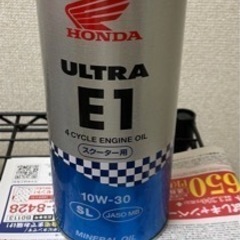 HONDA
ULTRA
E1
4 CYCLE ENGINE OIL
スクーター用
10W-30
SL
JASO MB
MINERAL OIL
650